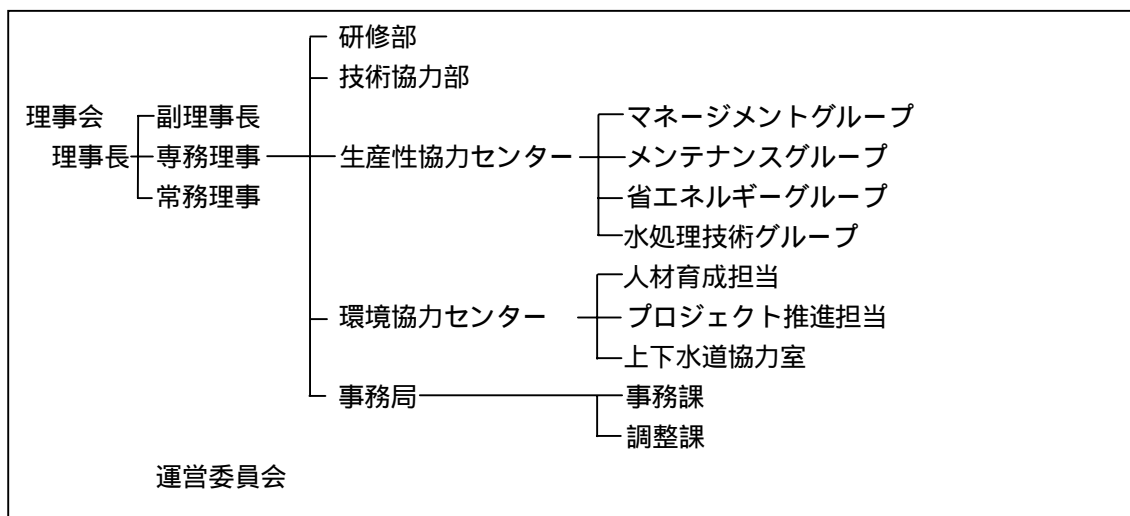 研修部
技術協力部
理事会
副理事長
マネージメントグループ
理事長
専務理事
生産性協力センター
メンテナンスグループ
常務理事
省エネルギーグループ
水処理技術グループ
人材育成担当
環境協力センター
プロジェクト推進担当
上下水道協力室
事務局
事務課
調整課
運営委員会